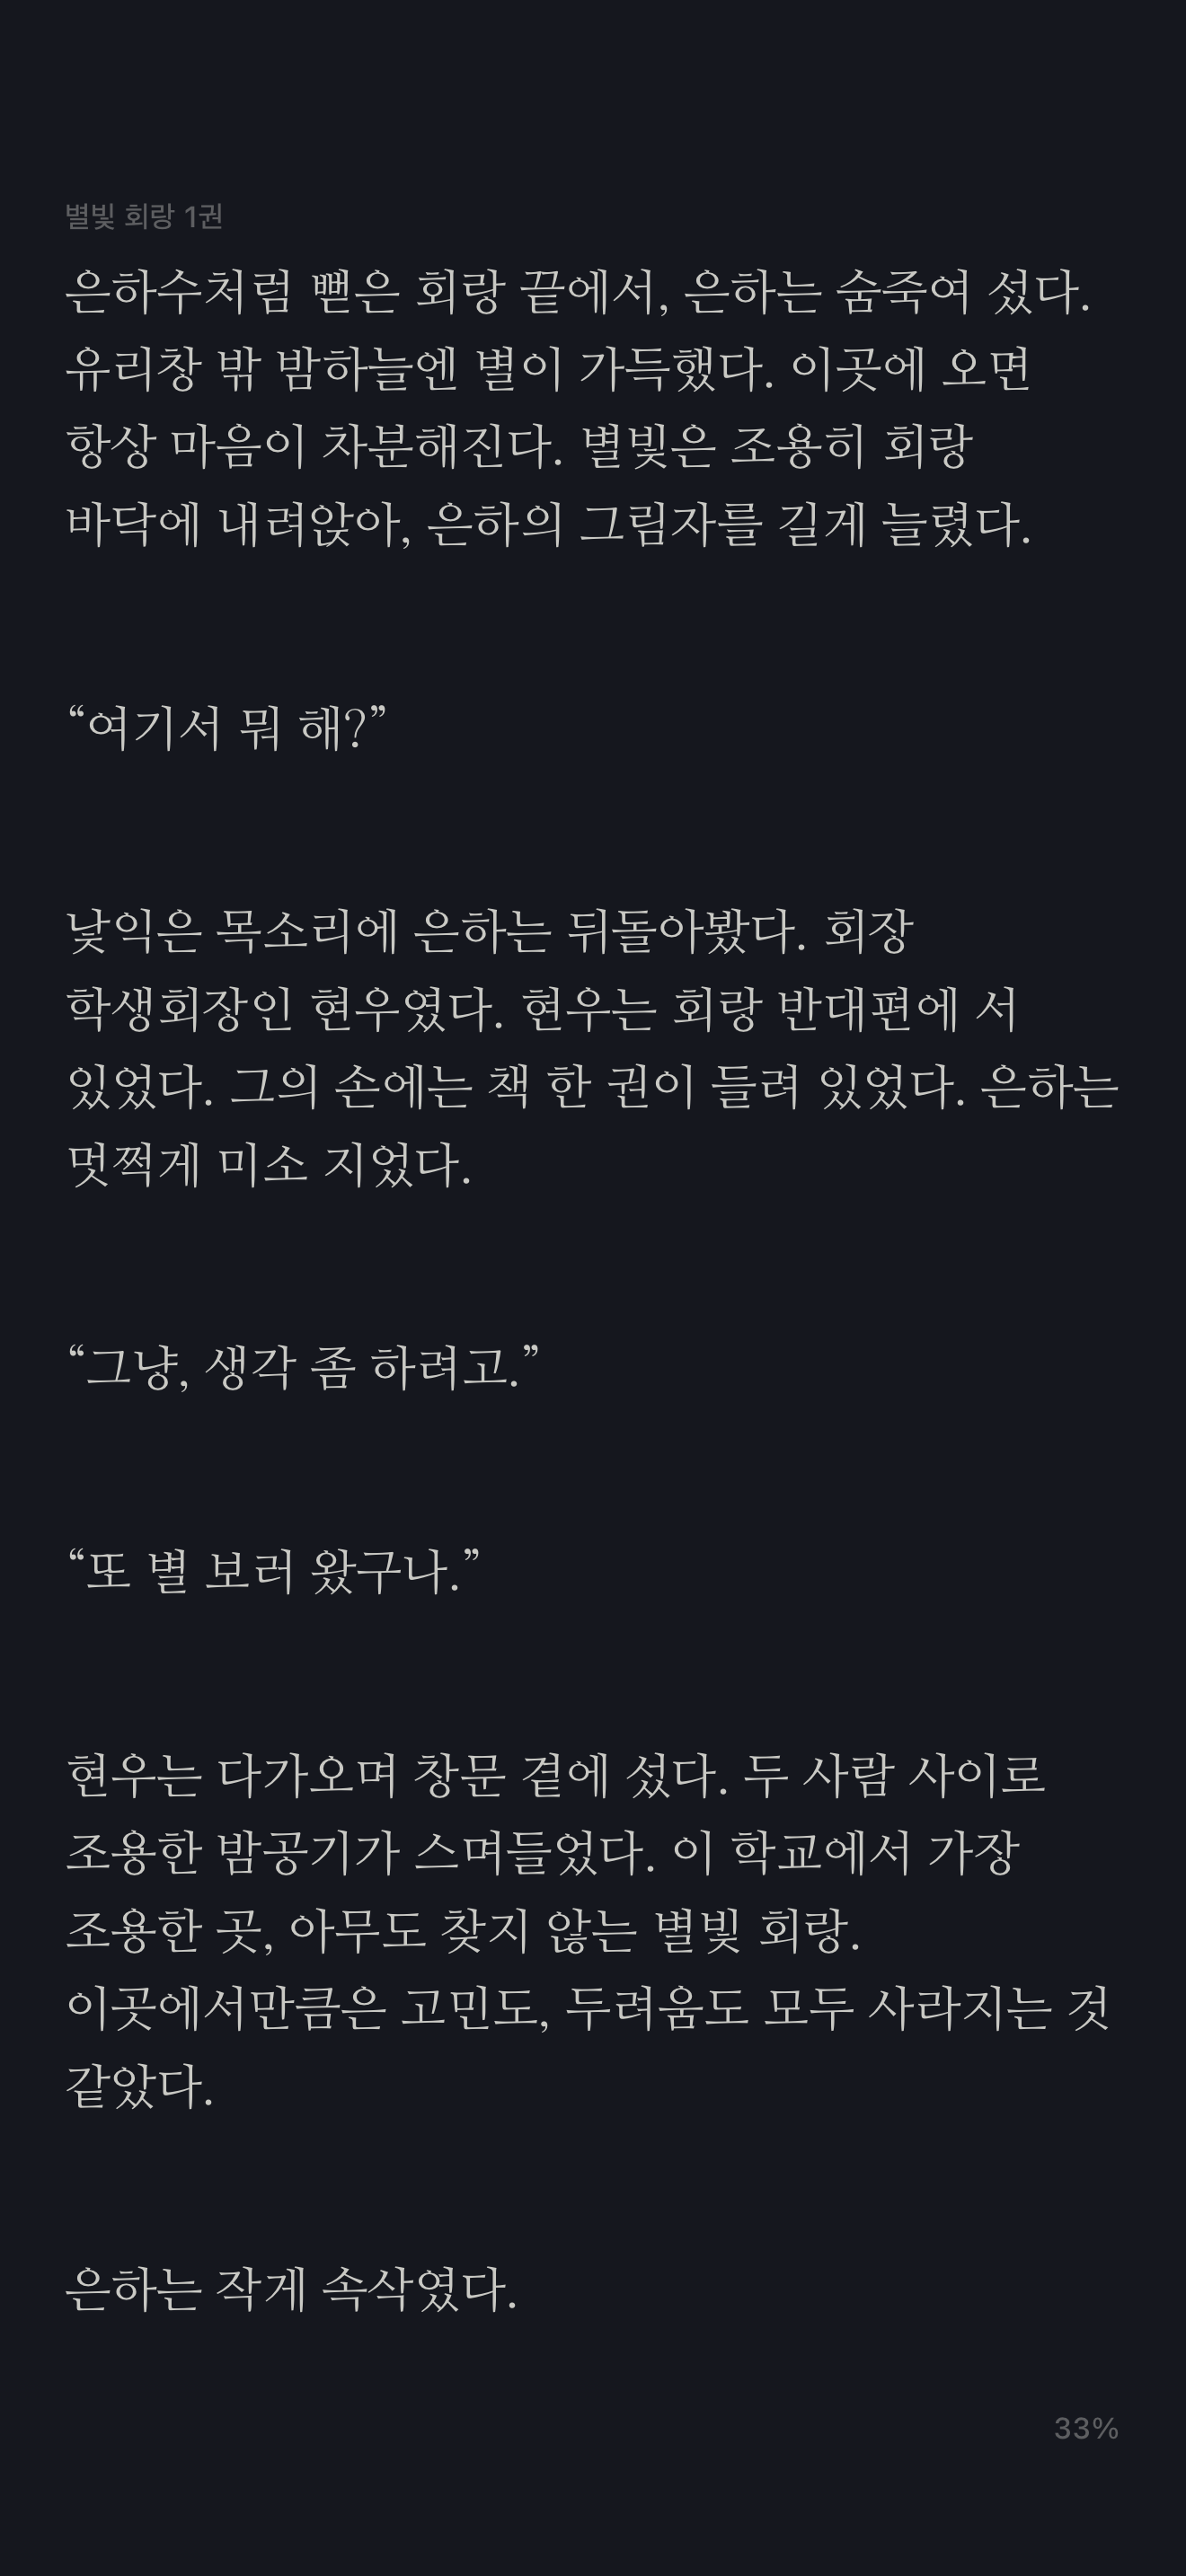 별빛 회랑 1권
은하수처럼 뻗은 회랑 끝에서, 은하는 숨죽여 섰다.
유리창 밖 밤하늘엔 별이 가득했다. 이곳에 오면
항상 마음이 차분해진다. 별빛은 조용히 회랑
바닥에 내려앉아, 은하의 그림자를 길게 늘렸다.
“여기서 뭐 해?”
낯익은 목소리에 은하는 뒤돌아봤다. 회장
학생회장인 현우였다. 현우는 회랑 반대편에 서
있었다. 그의 손에는 책 한 권이 들려 있었다. 은하는
멋쩍게 미소 지었다.
“그냥, 생각 좀 하려고.”
“또 별 보러 왔구나.”
현우는 다가오며 창문 곁에 섰다. 두 사람 사이로
조용한 밤공기가 스며들었다. 이 학교에서 가장
조용한 곳, 아무도 찾지 않는 별빛 회랑.
이곳에서만큼은 고민도, 두려움도 모두 사라지는 것
같았다.
은하는 작게 속삭였다.
33%